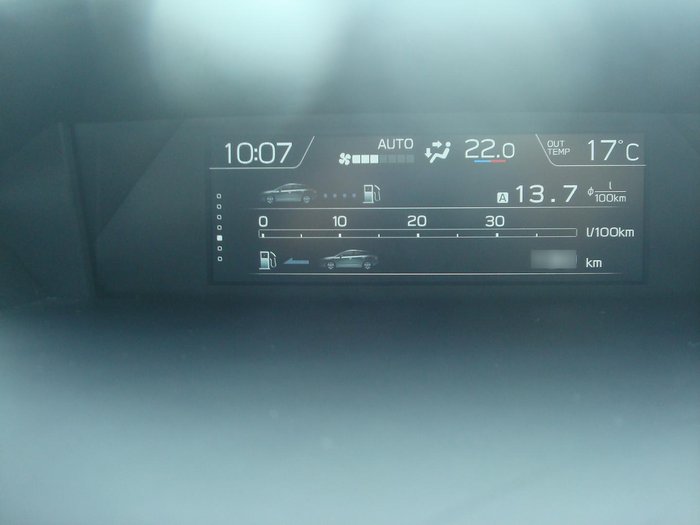 10:07 AUTO 22.0 OUT TEMP 17°C
A 13.7 ϕ l/100km
0 10 20 30
l/100km
km